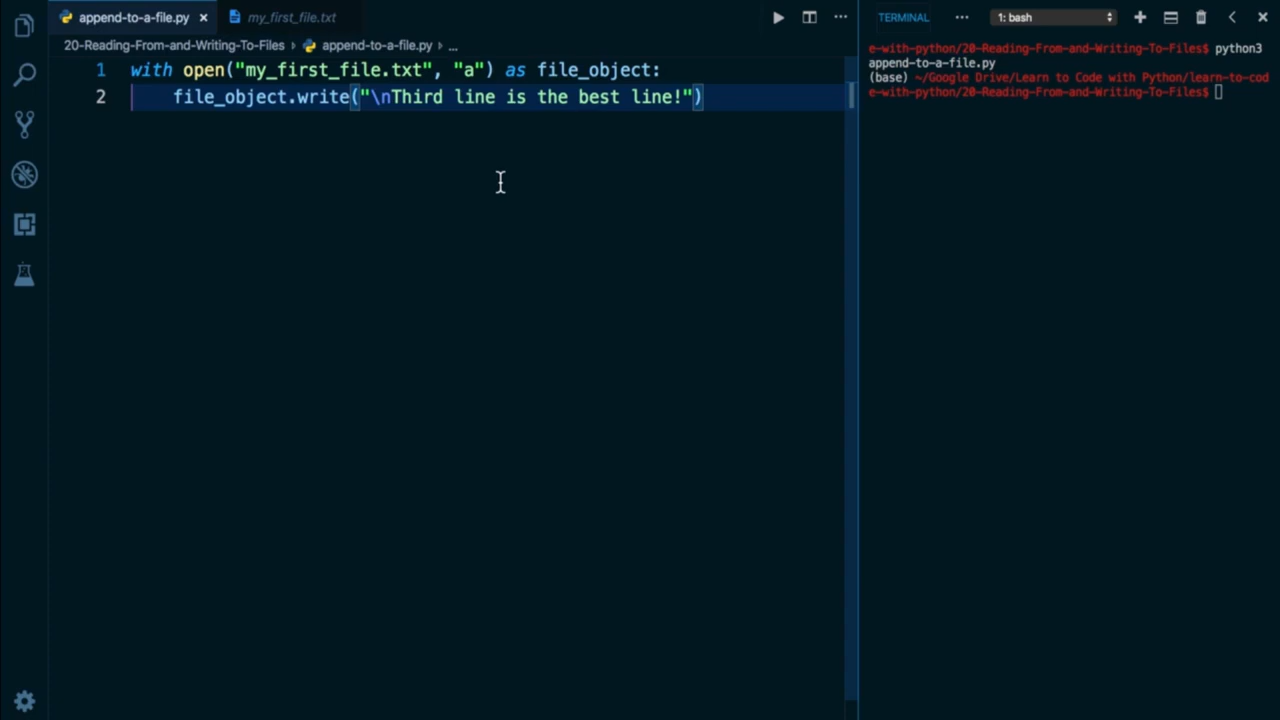 append-to-a-file.py
my_first_file.txt
20-Reading-From-and-Writing-To-Files append-to-a-file.py ...
1 with open("my_first_file.txt", "a") as file_object:
2 file_object.write("\nThird line is the best line!")
TERMINAL
1: bash
e-with-python/20-Reading-From-and-Writing-To-Files$ python3
append-to-a-file.py
(base) ~/Google Drive/Learn to Code with Python/learn-to-cod
e-with-python/20-Reading-From-and-Writing-To-Files$